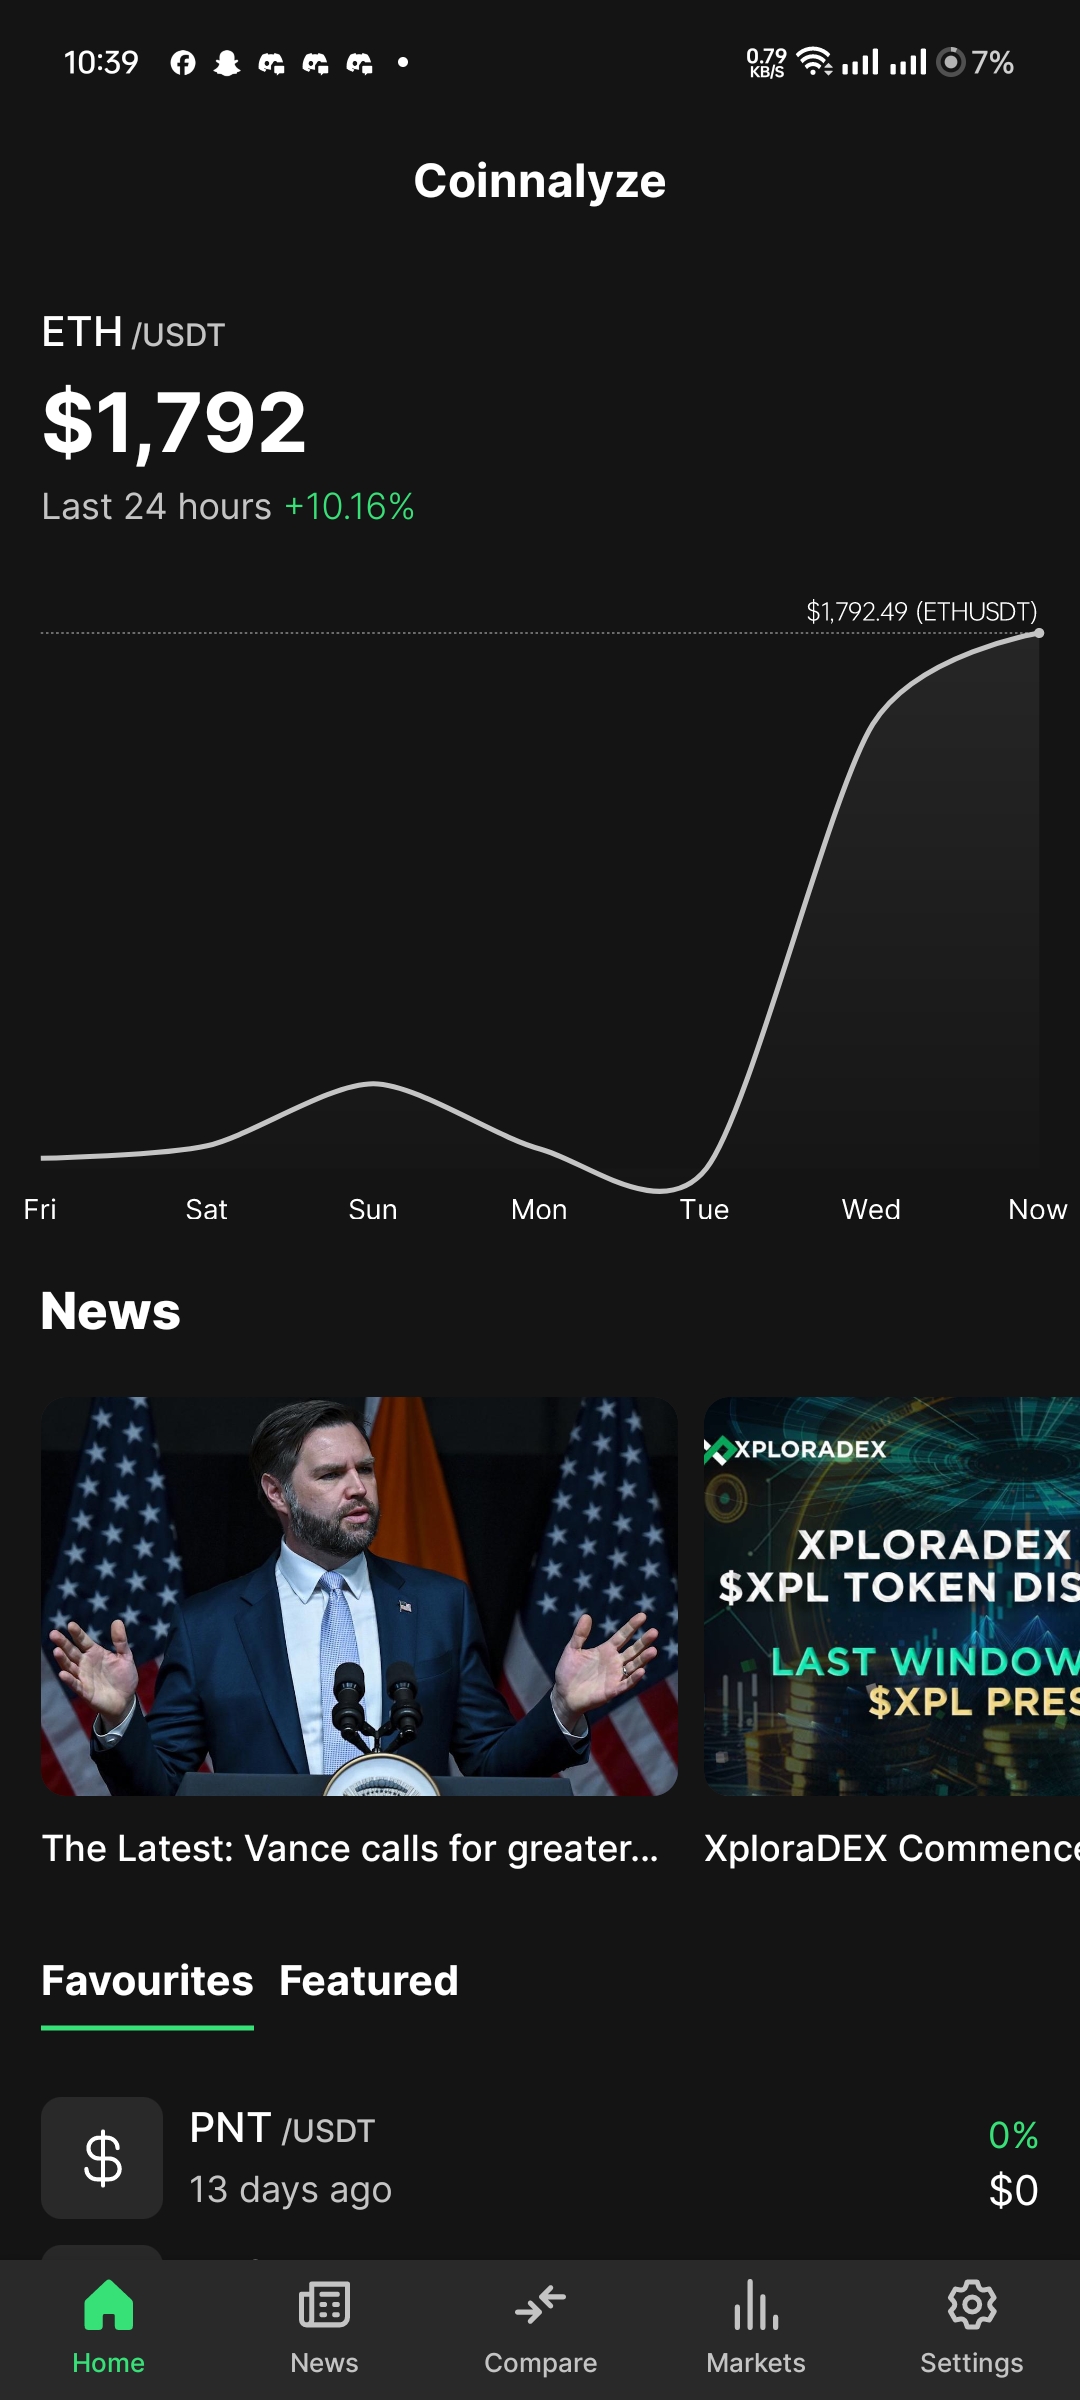 10:39
0.79
KB/S
7%
Coinnalyze
ETH /USDT
$1,792
Last 24 hours +10.16%
$1,792.49 (ETHUSDT)
Fri Sat Sun Mon Tue Wed Now
News
XPLORADEX
XPLORADEX
$XPL TOKEN DIS
LAST WINDOW
$XPL PRES
The Latest: Vance calls for greater...
XploraDEX Commence
Favourites Featured
PNT /USDT
0%
13 days ago
$0
Home News Compare Markets Settings